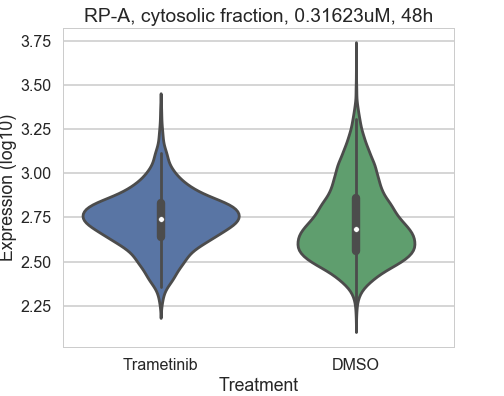 RP-A, cytosolic fraction, 0.31623uM, 48h
Expression (log10)
3.75
3.50
3.25
3.00
2.75
2.50
2.25
Trametinib DMSO
Treatment